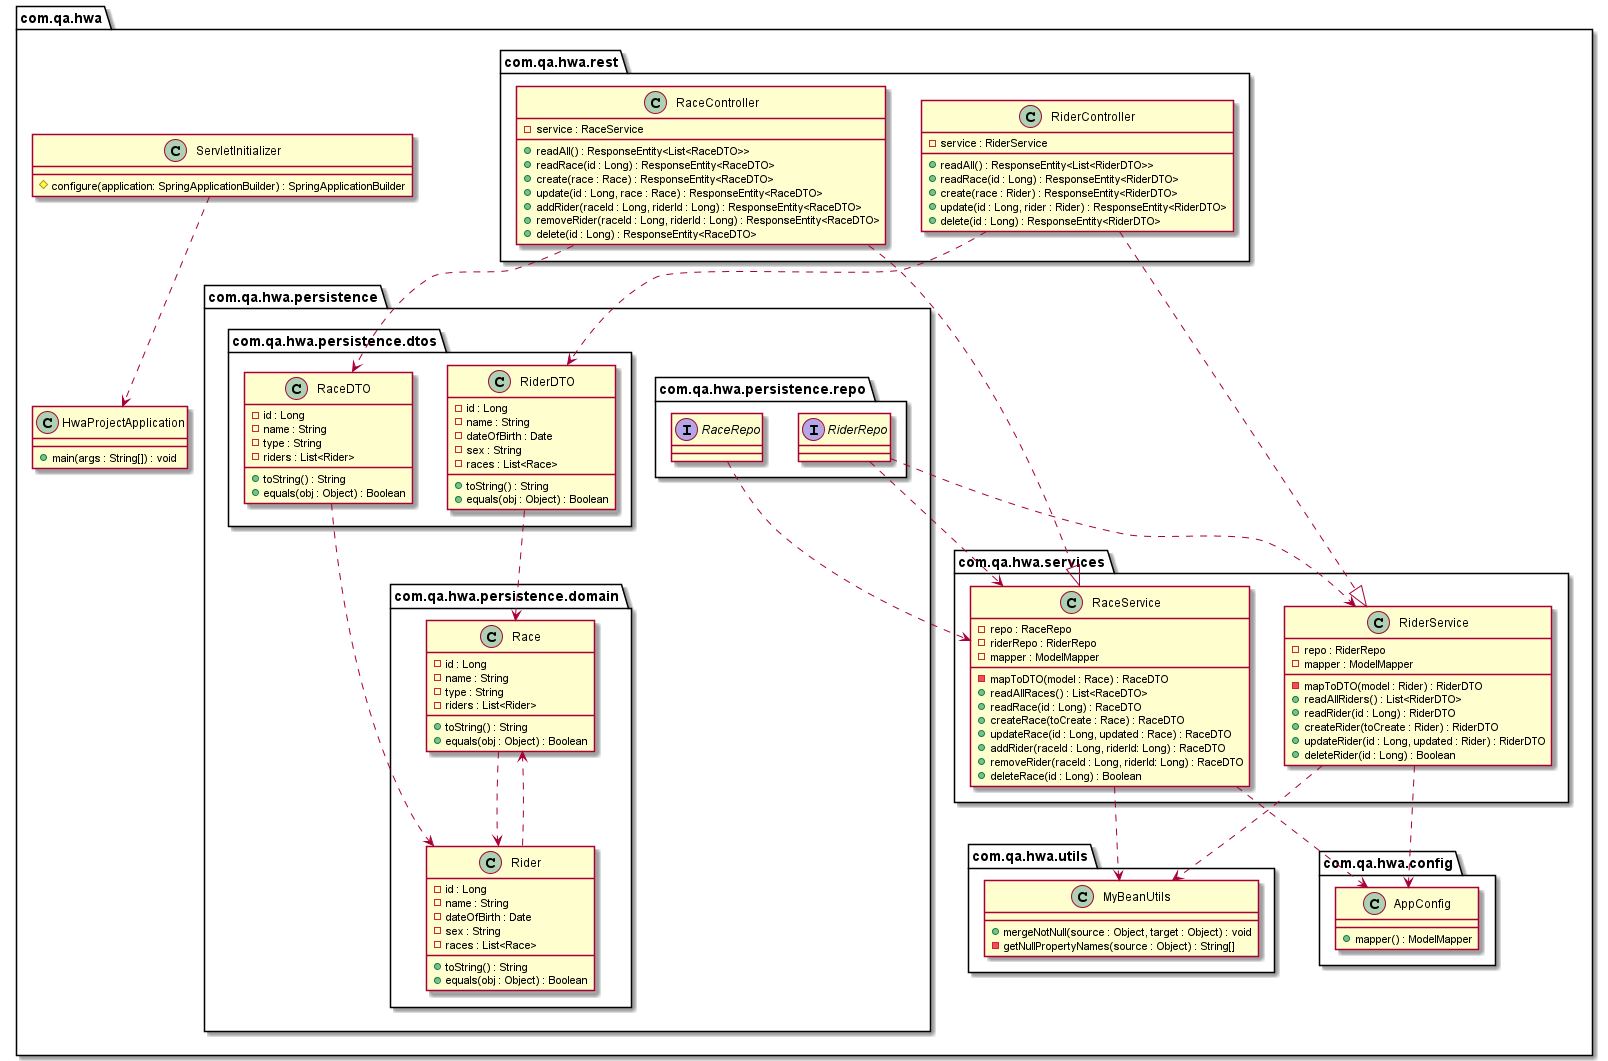 com.qa.hwa
com.qa.hwa.rest
C RaceController
service : RaceService
readAll() : ResponseEntity<List<RaceDTO>>
readRace(id : Long) : ResponseEntity<RaceDTO>
create(race : Race) : ResponseEntity<RaceDTO>
update(id : Long, race : Race) : ResponseEntity<RaceDTO>
addRider(raceId : Long, riderId : Long) : ResponseEntity<RaceDTO>
removeRider(raceId : Long, riderId : Long) : ResponseEntity<RaceDTO>
delete(id : Long) : ResponseEntity<RaceDTO>
C RiderController
service : RiderService
readAll() : ResponseEntity<List<RiderDTO>>
readRace(id : Long) : ResponseEntity<RiderDTO>
create(race : Rider) : ResponseEntity<RiderDTO>
update(id : Long, rider : Rider) : ResponseEntity<RiderDTO>
delete(id : Long) : ResponseEntity<RiderDTO>
C ServletInitializer
configure(application: SpringApplicationBuilder) : SpringApplicationBuilder
com.qa.hwa.persistence
com.qa.hwa.persistence.dtos
C RaceDTO
id : Long
name : String
type : String
riders : List<Rider>
toString() : String
equals(obj : Object) : Boolean
C RiderDTO
id : Long
name : String
dateOfBirth : Date
sex : String
races : List<Race>
toString() : String
equals(obj : Object) : Boolean
com.qa.hwa.persistence.repo
I RaceRepo
I RiderRepo
C HwaProjectApplication
main(args : String[]) : void
com.qa.hwa.services
C RaceService
repo : RaceRepo
riderRepo : RiderRepo
mapper : ModelMapper
mapToDTO(model : Race) : RaceDTO
readAllRaces() : List<RaceDTO>
readRace(id : Long) : RaceDTO
createRace(toCreate : Race) : RaceDTO
updateRace(id : Long, updated : Race) : RaceDTO
addRider(raceId : Long, riderId: Long) : RaceDTO
removeRider(raceId : Long, riderId: Long) : RaceDTO
deleteRace(id : Long) : Boolean
C RiderService
repo : RiderRepo
mapper : ModelMapper
mapToDTO(model : Rider) : RiderDTO
readAllRiders() : List<RiderDTO>
readRider(id : Long) : RiderDTO
createRider(toCreate : Rider) : RiderDTO
updateRider(id : Long, updated : Rider) : RiderDTO
deleteRider(id : Long) : Boolean
com.qa.hwa.persistence.domain
C Race
id : Long
name : String
type : String
riders : List<Rider>
toString() : String
equals(obj : Object) : Boolean
C Rider
id : Long
name : String
dateOfBirth : Date
sex : String
races : List<Race>
toString() : String
equals(obj : Object) : Boolean
com.qa.hwa.utils
C MyBeanUtils
mergeNotNull(source : Object, target : Object) : void
getNullPropertyNames(source : Object) : String[]
com.qa.hwa.config
C AppConfig
mapper() : ModelMapper